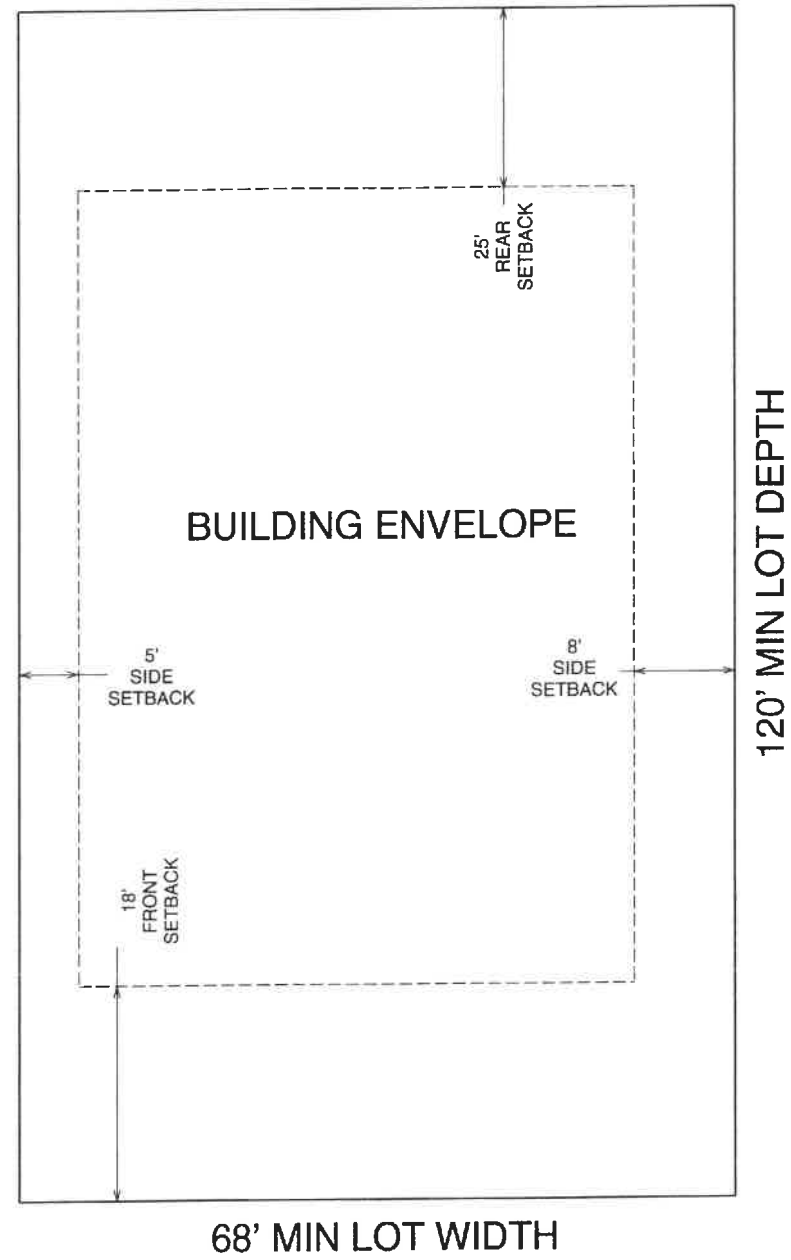 25'
REAR
SETBACK
BUILDING ENVELOPE
120' MIN LOT DEPTH
5'
SIDE
SETBACK
8'
SIDE
SETBACK
18'
FRONT
SETBACK
68' MIN LOT WIDTH